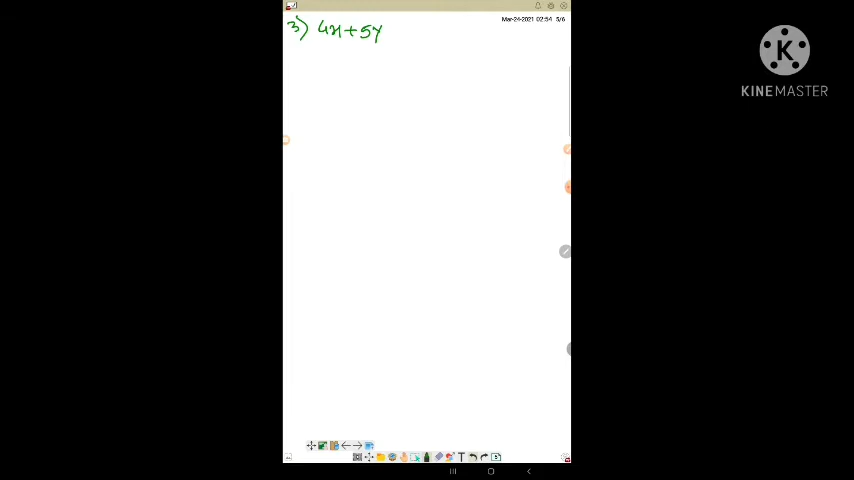 Mar-24-2021 02:54 5/6
3) 4x+5y
K
KINEMASTER
T